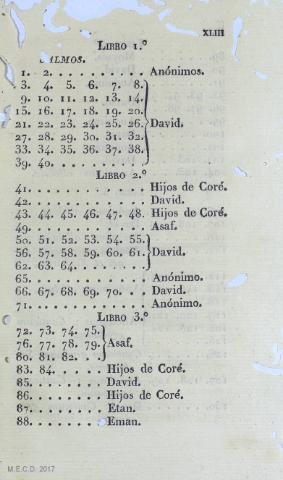 XLIII
LIBRO 1.º
SALMOS.
1. 2. . . . . . . . . . . . Anónimos.
3. 4. 5. 6. 7. 8.
9. 10. 11. 12. 13. 14.
15. 16. 17. 18. 19. 20.
21. 22. 23. 24. 25. 26. David.
27. 28. 29. 30. 31. 32.
33. 34. 35. 36. 37. 38.
39. 40. . . . . . . . . .
LIBRO 2.º
41. . . . . . . . . . . . . Hijos de Coré.
42. . . . . . . . . . . . . David.
43. 44. 45. 46. 47. 48. Hijos de Coré.
49. . . . . . . . . . . . . Asaf.
50. 51. 52. 53. 54. 55.
56. 57. 58. 59. 60. 61. David.
62. 63. 64. . . . . . . .
65. . . . . . . . . . . . . Anónimo.
66. 67. 68. 69. 70. . . David.
71. . . . . . . . . . . . . Anónimo.
LIBRO 3.º
72. 73. 74. 75.
76. 77. 78. 79. Asaf.
80. 81. 82. . .
83. 84. . . . . . Hijos de Coré.
85. . . . . . . . . David.
86. . . . . . . . . Hijos de Coré.
87. . . . . . . . . Etan.
88. . . . . . . . . Eman.
M.E.C.D. 2017